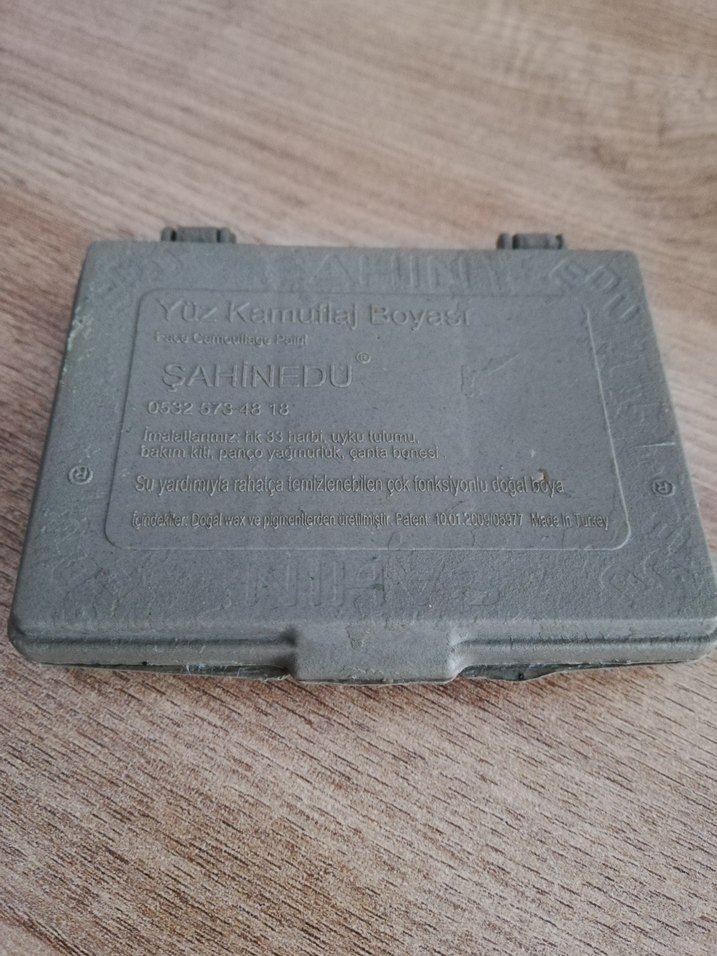 Yüz Kamuflaj Boyası
Face Camouflage Paint
ŞAHİNEDU ®
0532 573 48 18
İmalatlarımız: hk 33 harbi, uyku tulumu,
bakım kiti, panço yağmurluk, çanta bonesi.
Su yardımıyla rahatça temizlenebilen çok fonksiyonlu doğal boya
İçindekiler: Doğal wax ve pigmentlerden üretilmiştir. Patent: 10.01.2009/05977 Made In Turkey
®
®